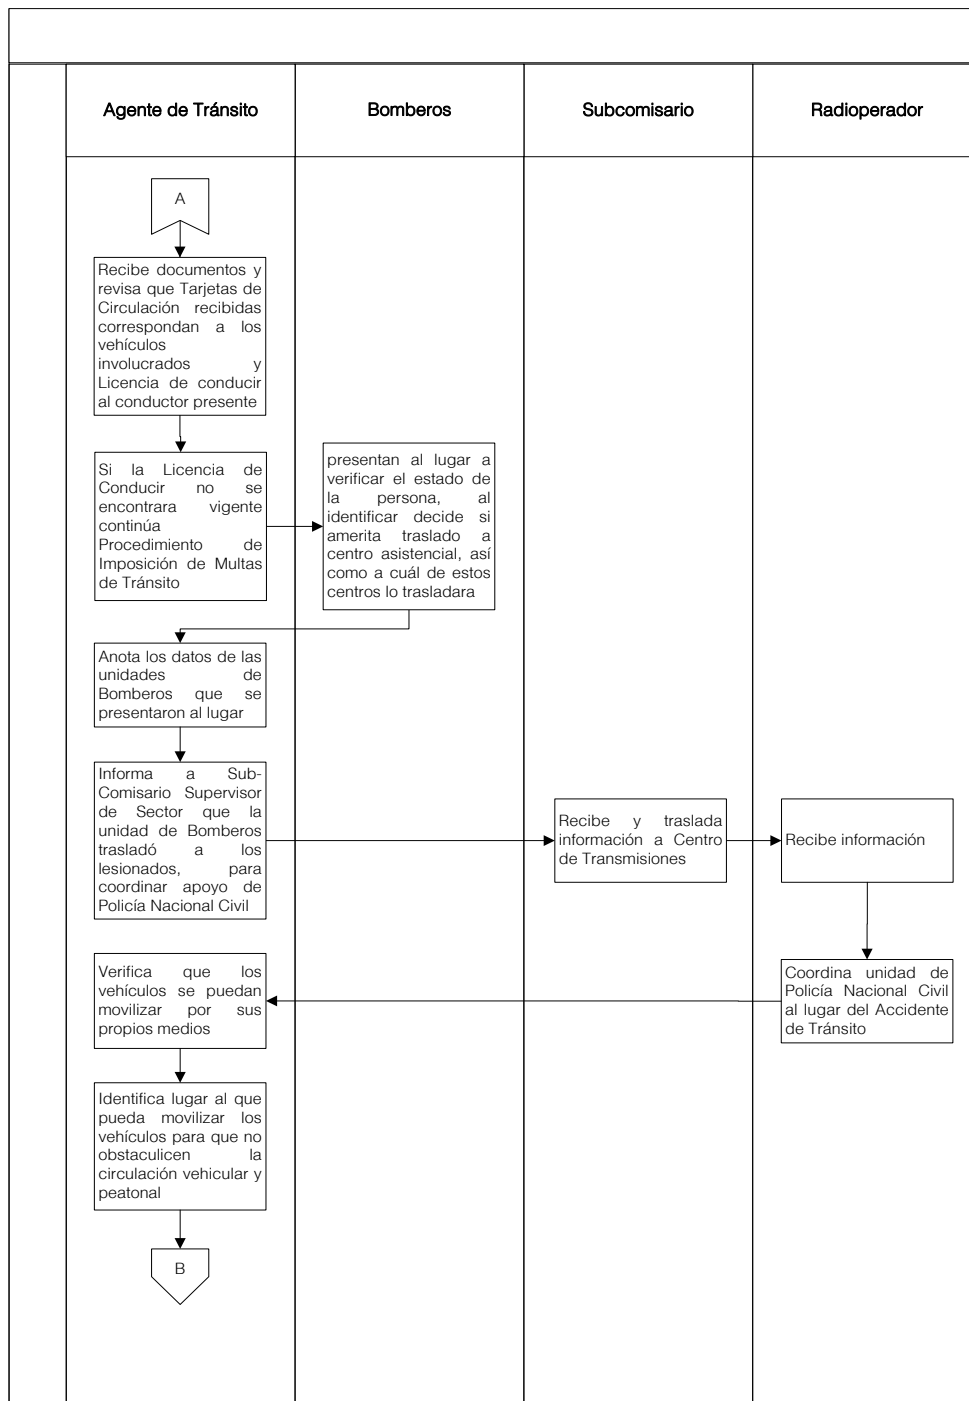 Agente de Tránsito
Bomberos
Subcomisario
Radioperador
A
Recibe documentos y
revisa que Tarjetas de
Circulación recibidas
correspondan a los
vehículos
involucrados y
Licencia de conducir
al conductor presente
Si la Licencia de
Conducir no se
encontrara vigente
continúa
Procedimiento de
Imposición de Multas
de Tránsito
presentan al lugar a
verificar el estado de
la persona, al
identificar decide si
amerita traslado a
centro asistencial, así
como a cuál de estos
centros lo trasladara
Anota los datos de las
unidades de
Bomberos que se
presentaron al lugar
Informa a Sub-
Comisario Supervisor
de Sector que la
unidad de Bomberos
trasladó a los
lesionados, para
coordinar apoyo de
Policía Nacional Civil
Recibe y traslada
información a Centro
de Transmisiones
Recibe información
Coordina unidad de
Policía Nacional Civil
al lugar del Accidente
de Tránsito
Verifica que los
vehículos se puedan
movilizar por sus
propios medios
Identifica lugar al que
pueda movilizar los
vehículos para que no
obstaculicen la
circulación vehicular y
peatonal
B